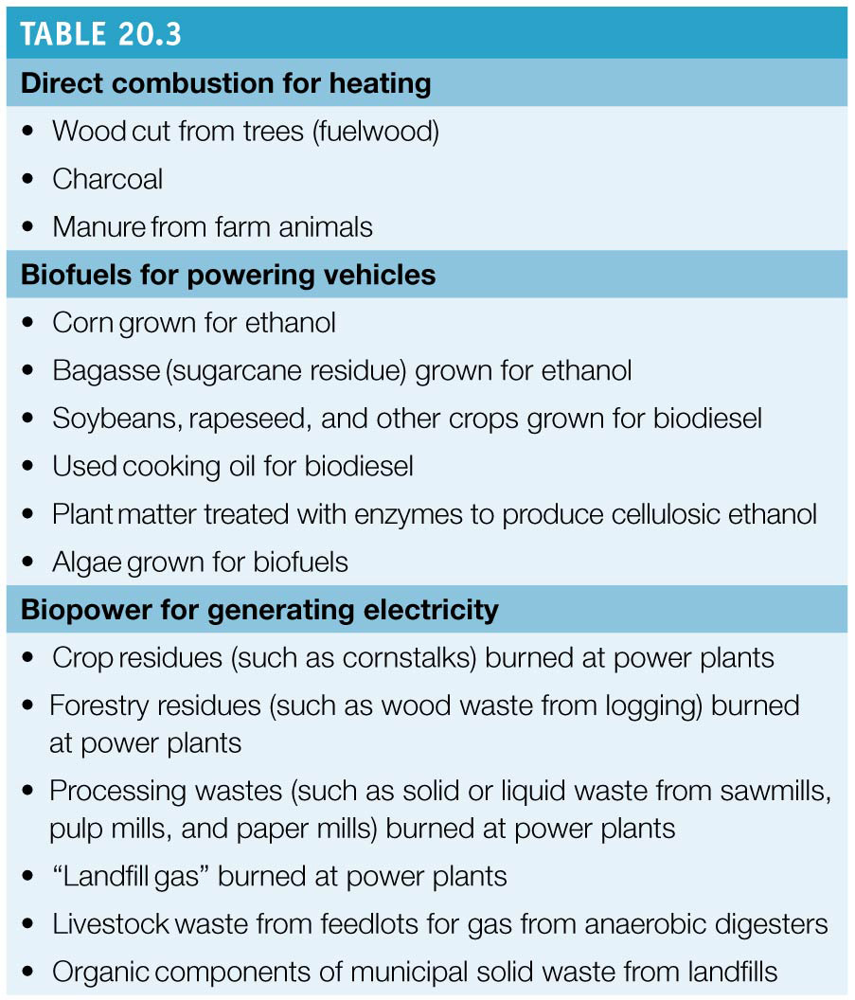 TABLE 20.3
Direct combustion for heating
• Wood cut from trees (fuelwood)
• Charcoal
• Manure from farm animals
Biofuels for powering vehicles
• Corn grown for ethanol
• Bagasse (sugarcane residue) grown for ethanol
• Soybeans, rapeseed, and other crops grown for biodiesel
• Used cooking oil for biodiesel
• Plant matter treated with enzymes to produce cellulosic ethanol
• Algae grown for biofuels
Biopower for generating electricity
• Crop residues (such as cornstalks) burned at power plants
• Forestry residues (such as wood waste from logging) burned
at power plants
• Processing wastes (such as solid or liquid waste from sawmills,
pulp mills, and paper mills) burned at power plants
• “Landfill gas” burned at power plants
• Livestock waste from feedlots for gas from anaerobic digesters
• Organic components of municipal solid waste from landfills